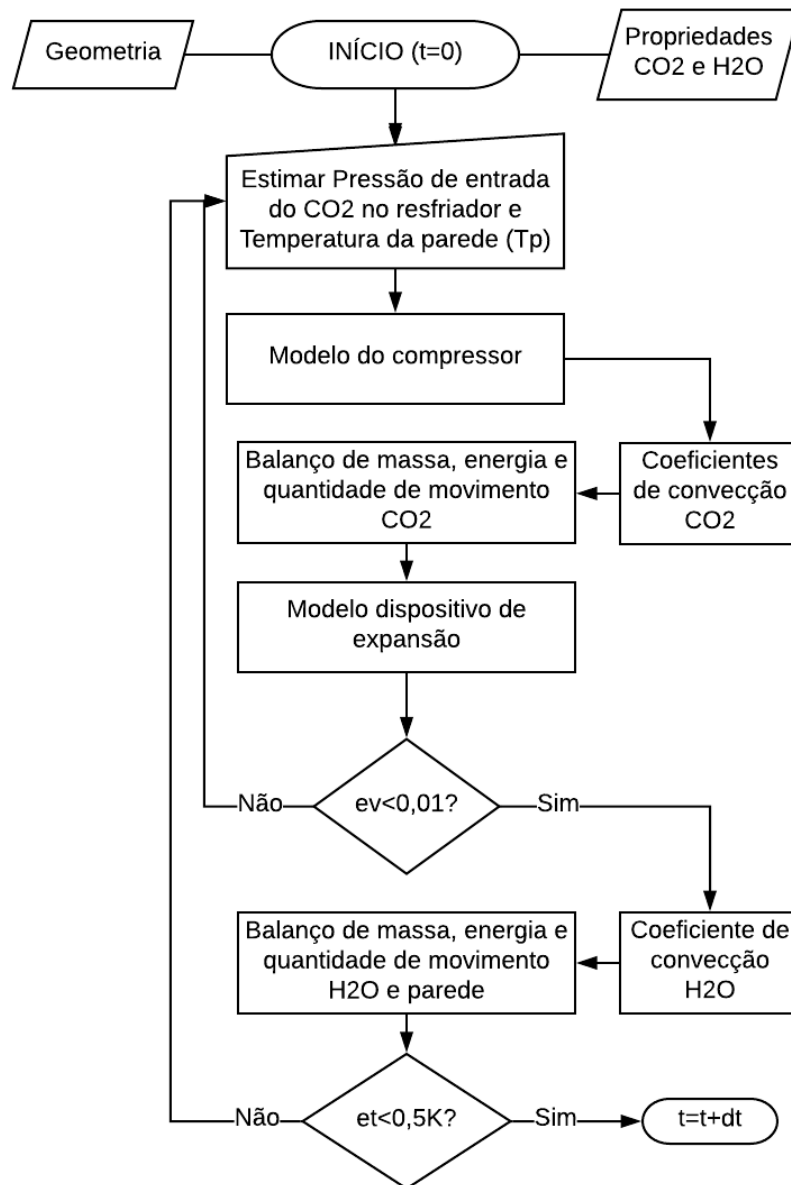 Geometria
INÍCIO (t=0)
Propriedades
CO2 e H2O
Estimar Pressão de entrada
do CO2 no resfriador e
Temperatura da parede (Tp)
Modelo do compressor
Coeficientes
de convecção
CO2
Balanço de massa, energia e
quantidade de movimento
CO2
Modelo dispositivo de
expansão
Não
ev<0,01?
Sim
Coeficiente de
convecção
H2O
Balanço de massa, energia e
quantidade de movimento
H2O e parede
Não
et<0,5K?
Sim
t=t+dt